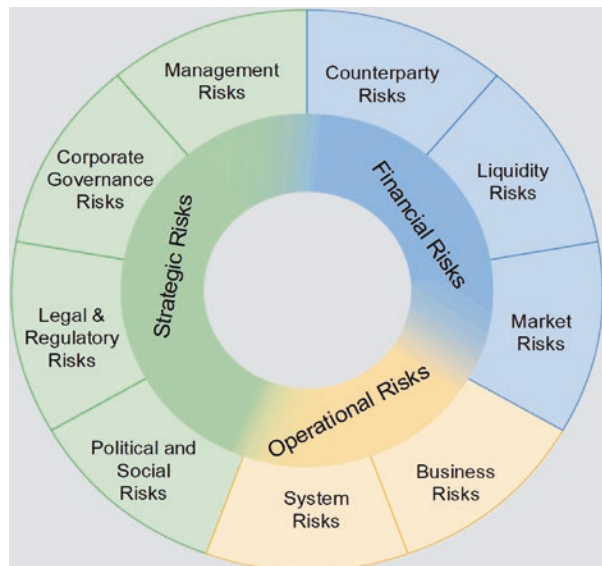 Management
Risks
Counterparty
Risks
Corporate
Governance
Risks
Liquidity
Risks
Strategic Risks
Financial Risks
Legal &
Regulatory
Risks
Market
Risks
Operational Risks
Political and
Social
Risks
System
Risks
Business
Risks